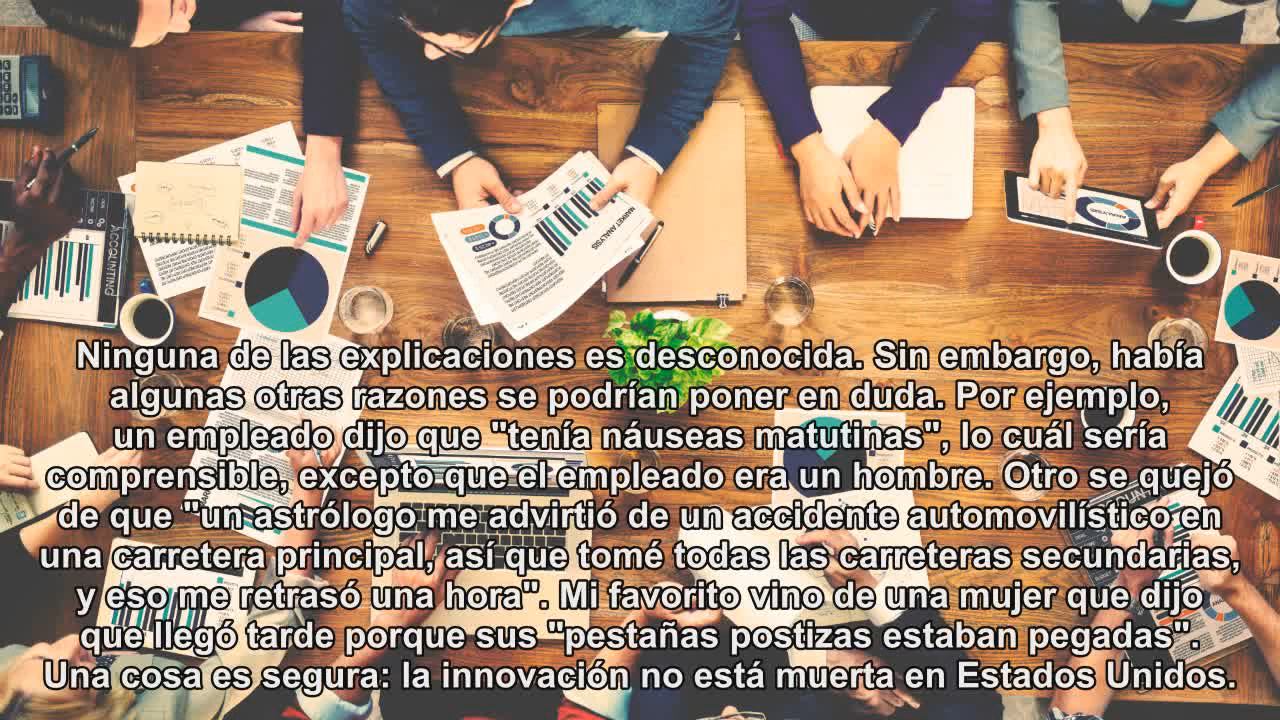 ACCOUNTING
MARKET ANALYSIS
ANALYSIS
Ninguna de las explicaciones es desconocida. Sin embargo, había
algunas otras razones se podrían poner en duda. Por ejemplo,
un empleado dijo que "tenía náuseas matutinas", lo cuál sería
comprensible, excepto que el empleado era un hombre. Otro se quejó
de que "un astrólogo me advirtió de un accidente automovilístico en
una carretera principal, así que tomé todas las carreteras secundarias,
y eso me retrasó una hora". Mi favorito vino de una mujer que dijo
que llegó tarde porque sus "pestañas postizas estaban pegadas".
Una cosa es segura: la innovación no está muerta en Estados Unidos.